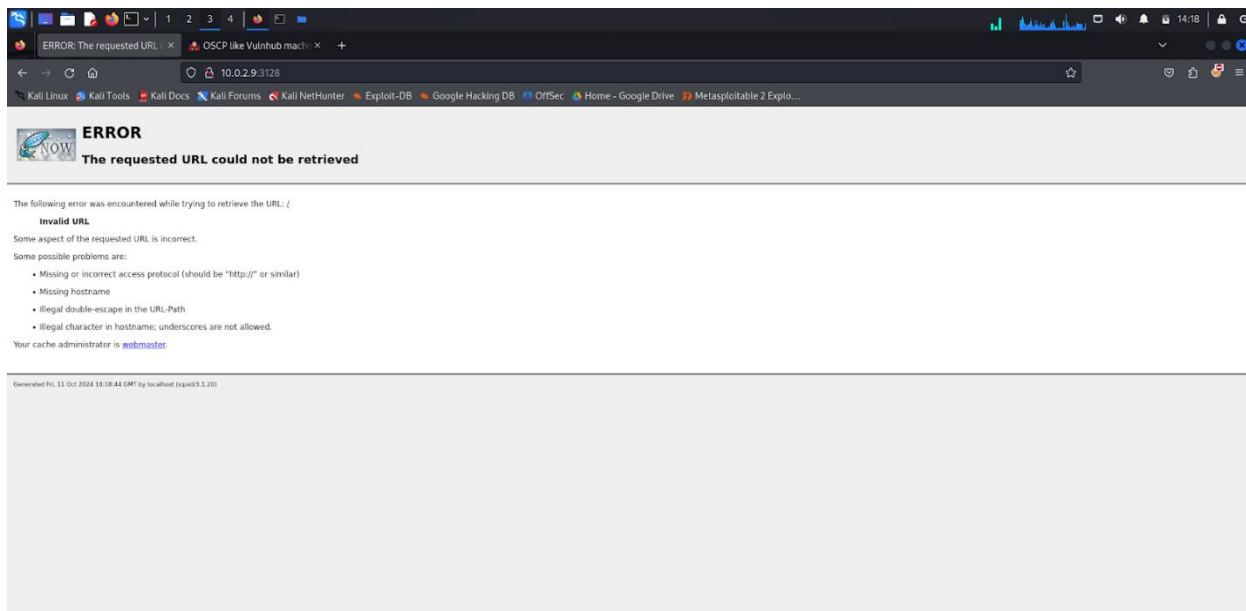 1 2 3 4
14:18
ERROR: The requested URL c
OSCP like Vulnhub machi
10.0.2.9:3128
Kali Linux Kali Tools Kali Docs Kali Forums Kali NetHunter Exploit-DB Google Hacking DB OffSec Home - Google Drive Metasploitable 2 Explo...
NOW
ERROR
The requested URL could not be retrieved
The following error was encountered while trying to retrieve the URL: /
Invalid URL
Some aspect of the requested URL is incorrect.
Some possible problems are:
• Missing or incorrect access protocol (should be "http://" or similar)
• Missing hostname
• Illegal double-escape in the URL-Path
• Illegal character in hostname; underscores are not allowed.
Your cache administrator is webmaster.
Generated Fri, 11 Oct 2024 18:18:44 GMT by localhost (squid/3.1.20)